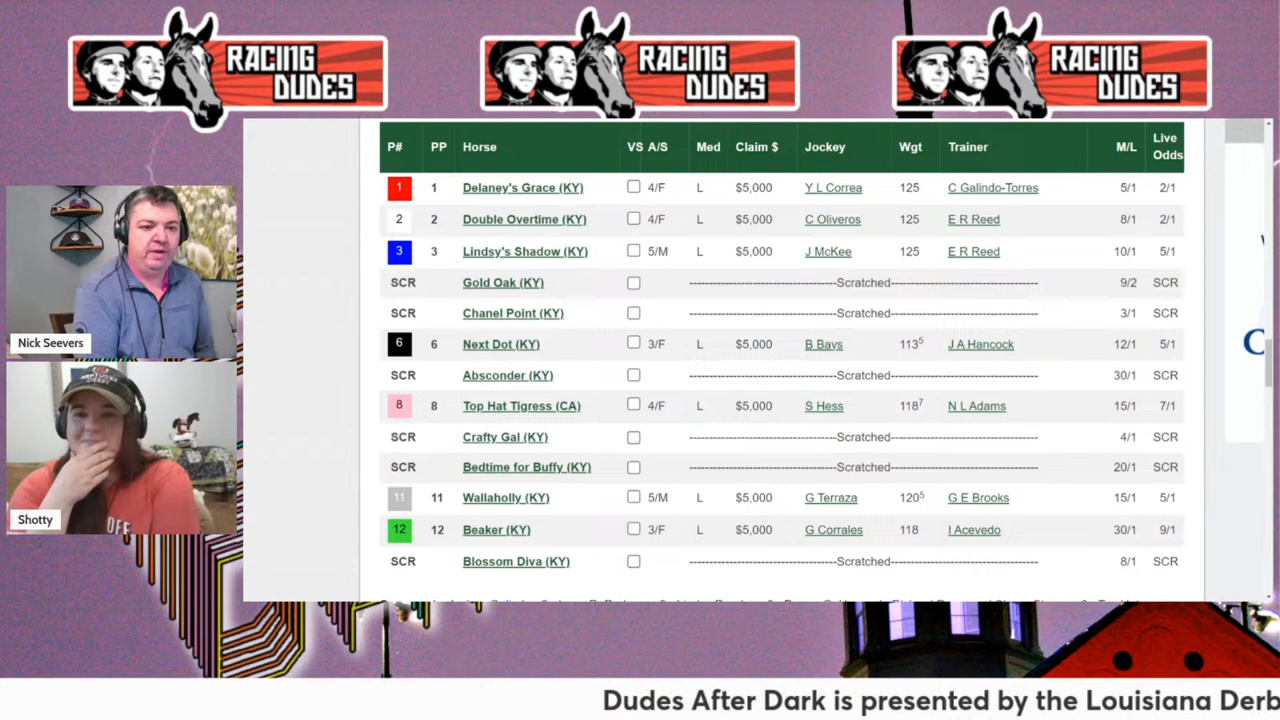 RACING DUDES
RACING DUDES
RACING DUDES
P# PP Horse VS A/S Med Claim $ Jockey Wgt Trainer M/L Live Odds
1 1 Delaney's Grace (KY) 4/F L $5,000 Y L Correa 125 C Galindo-Torres 5/1 2/1
2 2 Double Overtime (KY) 4/F L $5,000 C Oliveros 125 E R Reed 8/1 2/1
3 3 Lindsy's Shadow (KY) 5/M L $5,000 J McKee 125 E R Reed 10/1 5/1
SCR Gold Oak (KY) ------------------------------------Scratched------------------------------------ 9/2 SCR
SCR Chanel Point (KY) ------------------------------------Scratched------------------------------------ 3/1 SCR
6 6 Next Dot (KY) 3/F L $5,000 B Bays 113⁵ J A Hancock 12/1 5/1
SCR Absconder (KY) ------------------------------------Scratched------------------------------------ 30/1 SCR
8 8 Top Hat Tigress (CA) 4/F L $5,000 S Hess 118⁷ N L Adams 15/1 7/1
SCR Crafty Gal (KY) ------------------------------------Scratched------------------------------------ 4/1 SCR
SCR Bedtime for Buffy (KY) ------------------------------------Scratched------------------------------------ 20/1 SCR
11 11 Wallaholly (KY) 5/M L $5,000 G Terraza 120⁵ G E Brooks 15/1 5/1
12 12 Beaker (KY) 3/F L $5,000 G Corrales 118 I Acevedo 30/1 9/1
SCR Blossom Diva (KY) ------------------------------------Scratched------------------------------------ 8/1 SCR
Nick Seevers
Shotty
Dudes After Dark is presented by the Louisiana Derb